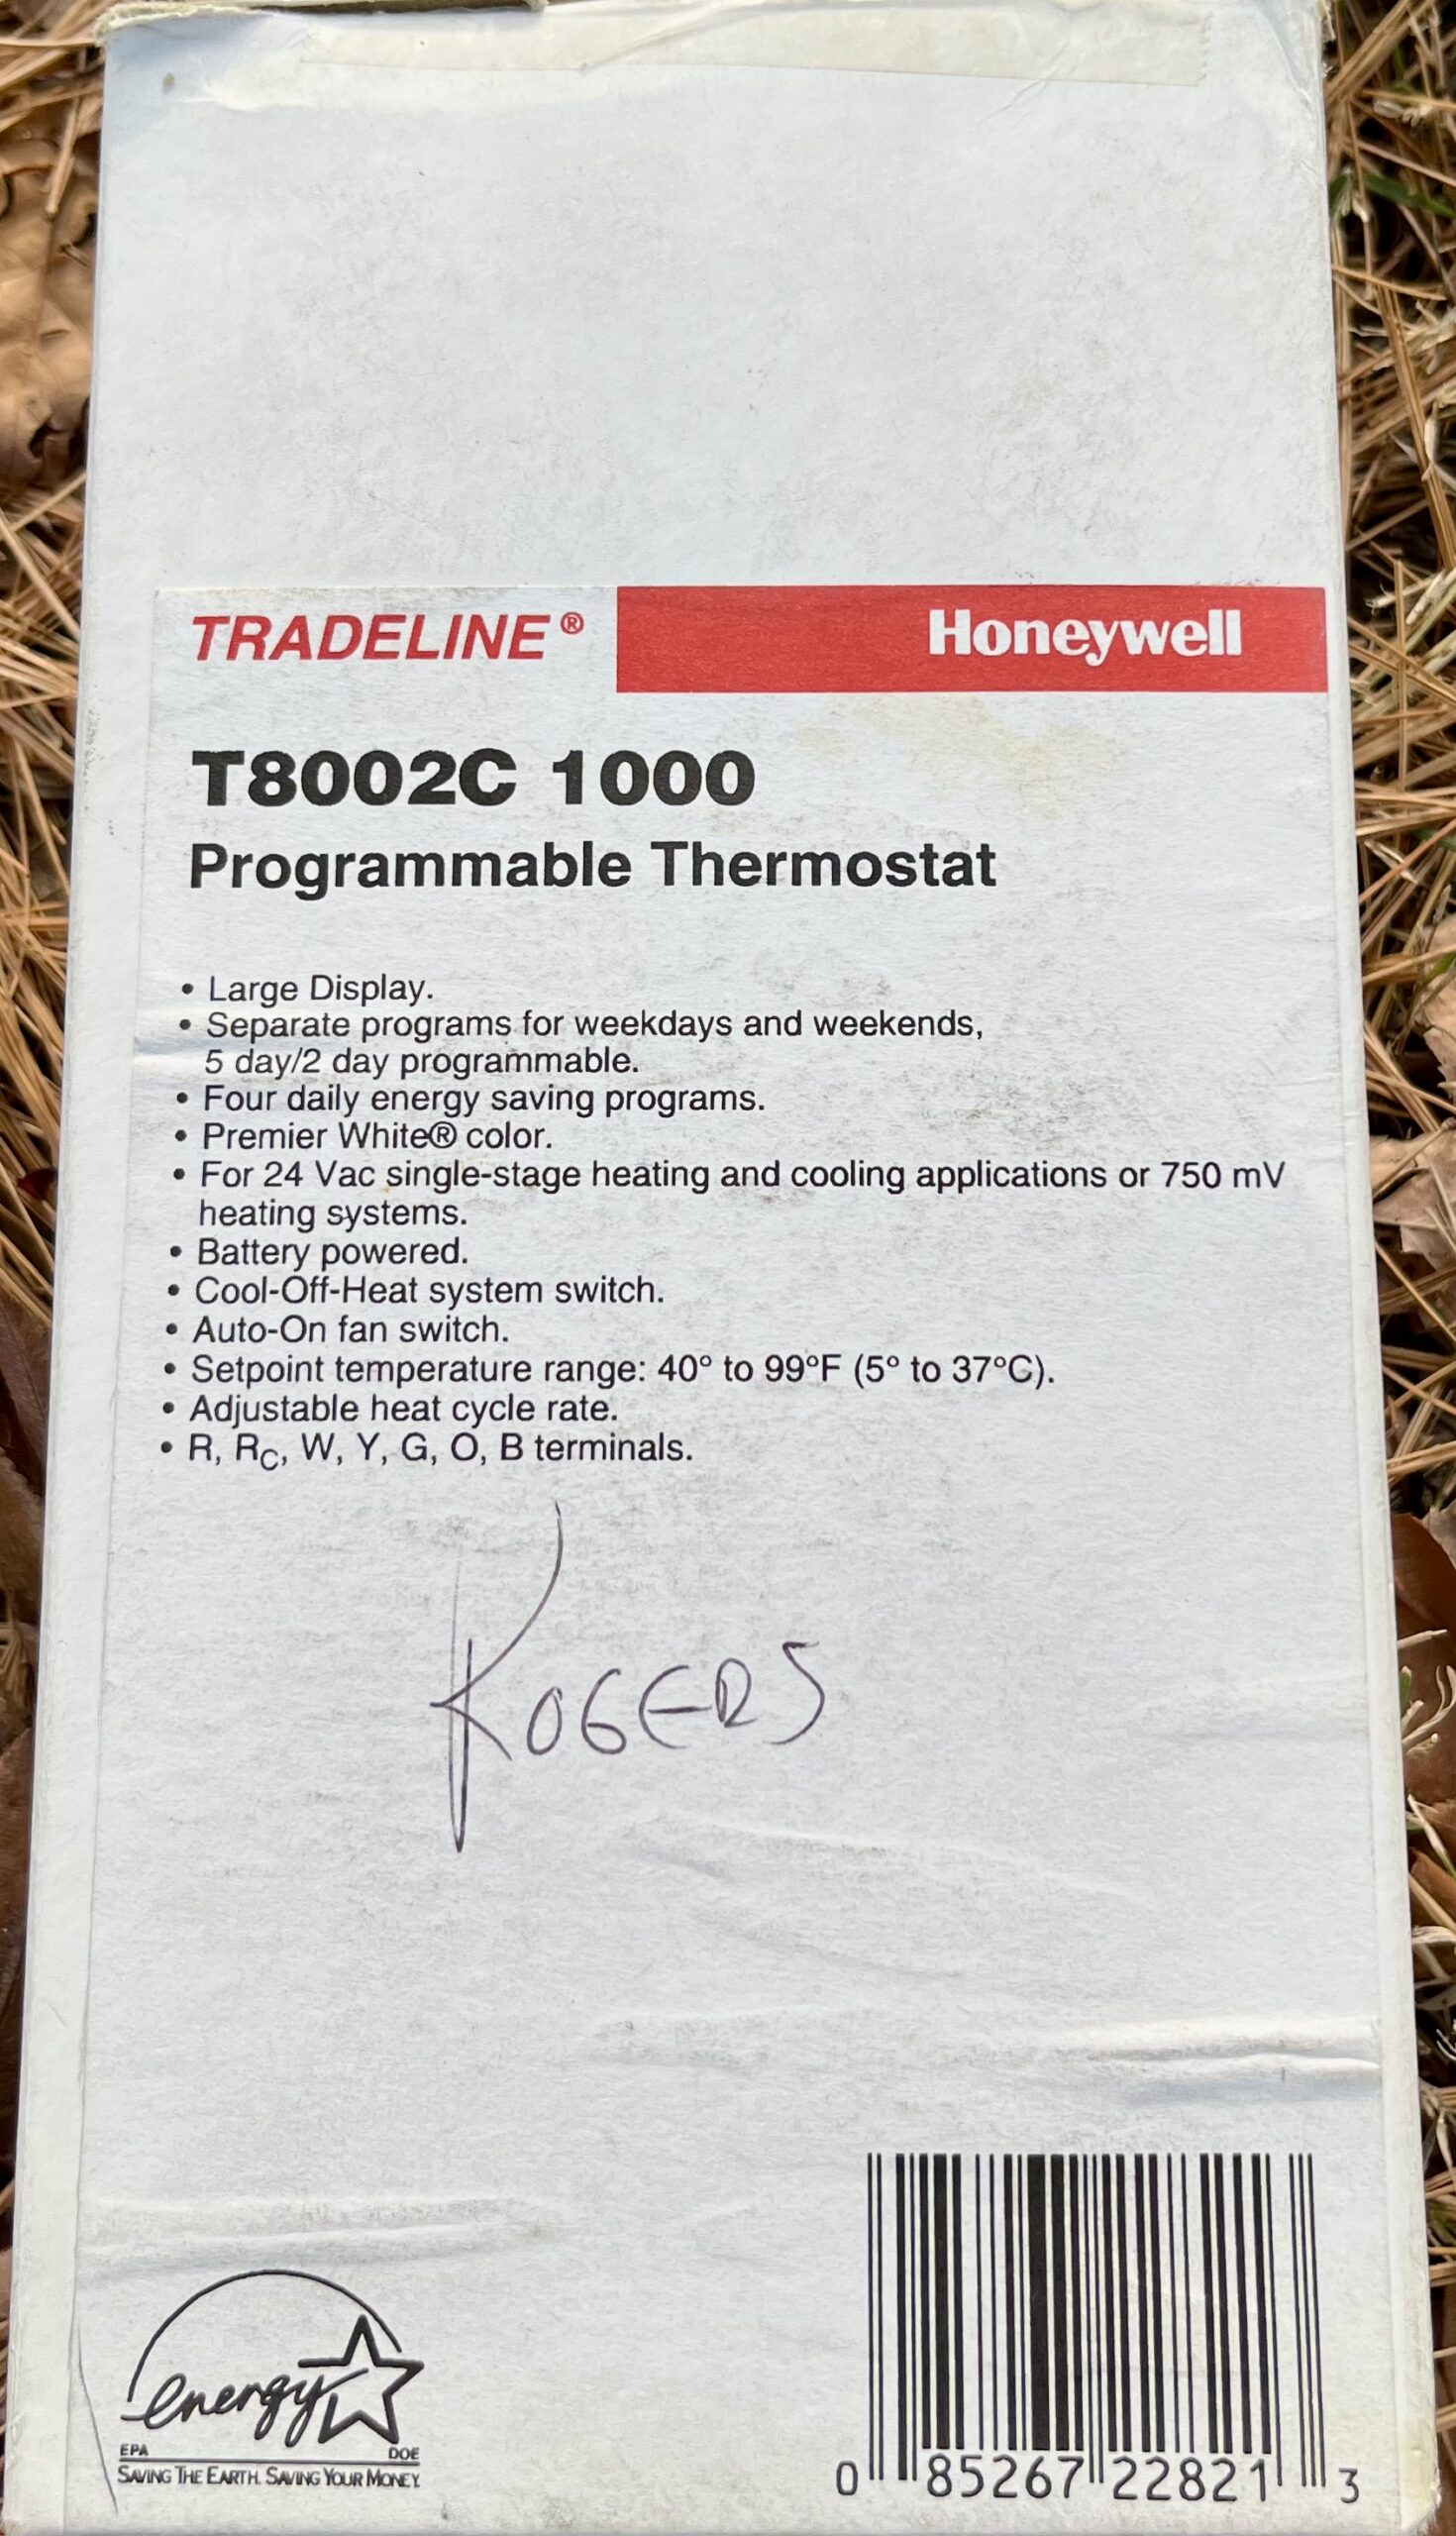 TRADELINE® Honeywell
T8002C 1000
Programmable Thermostat
• Large Display.
• Separate programs for weekdays and weekends,
5 day/2 day programmable.
• Four daily energy saving programs.
• Premier White® color.
• For 24 Vac single-stage heating and cooling applications or 750 mV
heating systems.
• Battery powered.
• Cool-Off-Heat system switch.
• Auto-On fan switch.
• Setpoint temperature range: 40° to 99°F (5° to 37°C).
• Adjustable heat cycle rate.
• R, RC, W, Y, G, O, B terminals.
ROGERS
energy
EPA DOE
SAVING THE EARTH. SAVING YOUR MONEY.
0 85267 22821 3